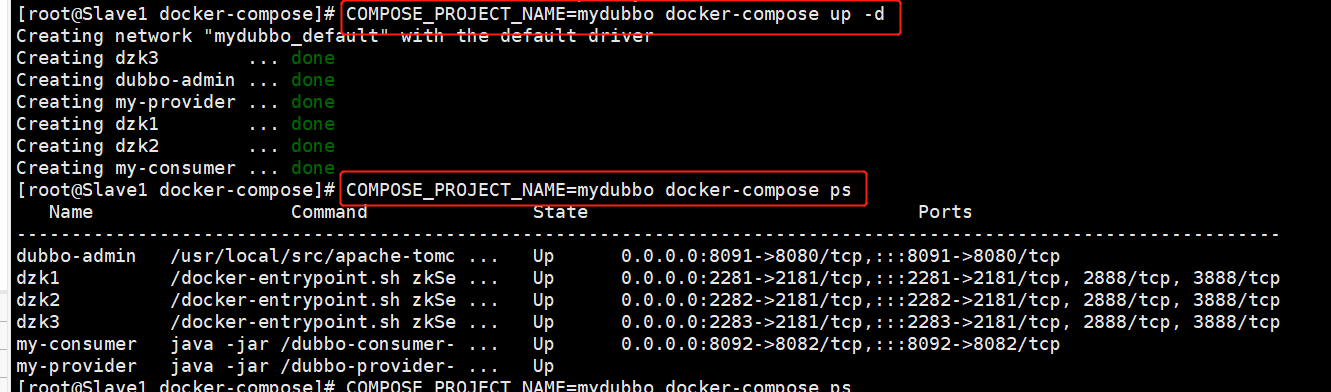 [root@Slave1 docker-compose]# COMPOSE_PROJECT_NAME=mydubbo docker-compose up -d
Creating network "mydubbo_default" with the default driver
Creating dzk3        ... done
Creating dubbo-admin ... done
Creating my-provider ... done
Creating dzk1        ... done
Creating dzk2        ... done
Creating my-consumer ... done
[root@Slave1 docker-compose]# COMPOSE_PROJECT_NAME=mydubbo docker-compose ps
   Name                  Command               State                              Ports
-------------------------------------------------------------------------------------------------------------------
dubbo-admin   /usr/local/src/apache-tomc ...   Up      0.0.0.0:8091->8080/tcp,:::8091->8080/tcp
dzk1          /docker-entrypoint.sh zkSe ...   Up      0.0.0.0:2281->2181/tcp,:::2281->2181/tcp, 2888/tcp, 3888/tcp
dzk2          /docker-entrypoint.sh zkSe ...   Up      0.0.0.0:2282->2181/tcp,:::2282->2181/tcp, 2888/tcp, 3888/tcp
dzk3          /docker-entrypoint.sh zkSe ...   Up      0.0.0.0:2283->2181/tcp,:::2283->2181/tcp, 2888/tcp, 3888/tcp
my-consumer   java -jar /dubbo-consumer- ...   Up      0.0.0.0:8092->8082/tcp,:::8092->8082/tcp
my-provider   java -jar /dubbo-provider- ...   Up
[root@Slave1 docker-compose]# COMPOSE_PROJECT_NAME=mydubbo docker-compose ps